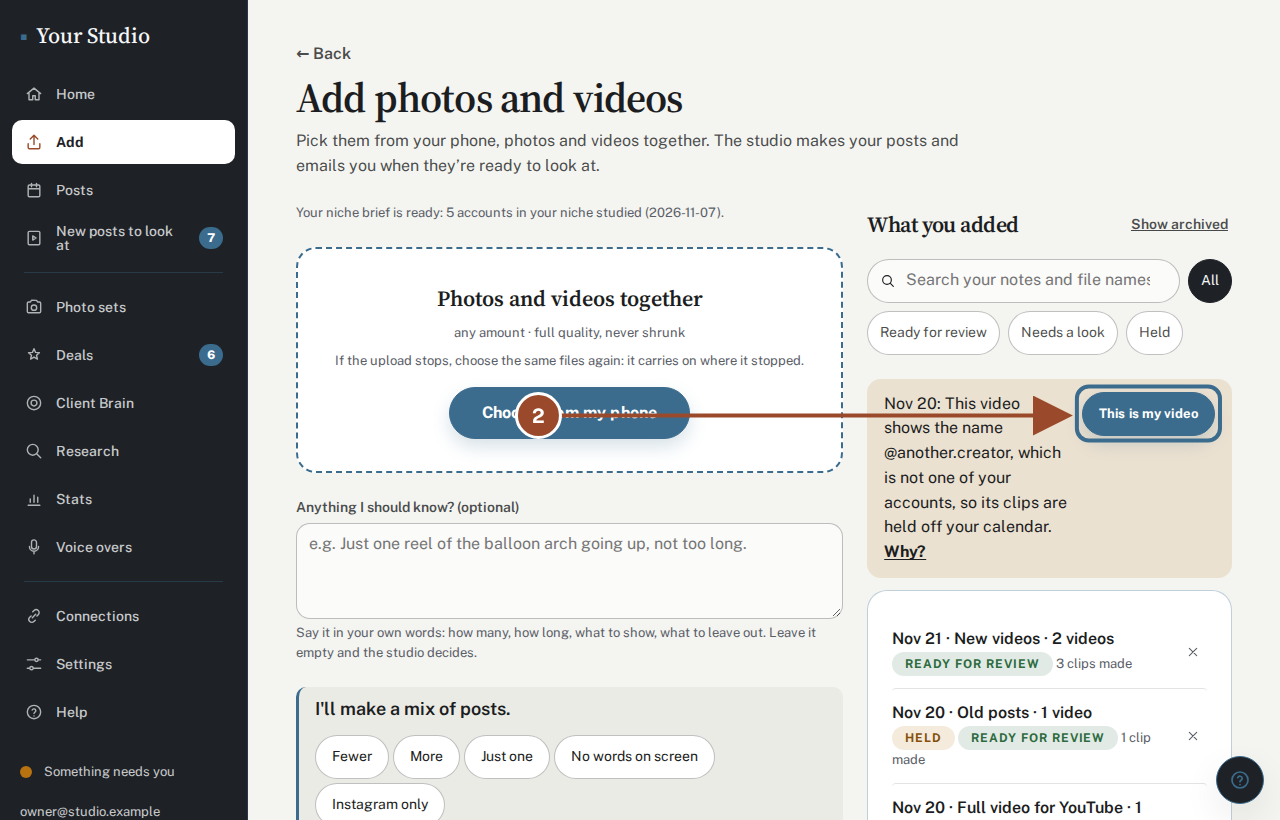 Your Studio
Home
Add
Posts
New posts to look
at
7
Photo sets
Deals
6
Client Brain
Research
Stats
Voice overs
Connections
Settings
Help
Something needs you
owner@studio.example
← Back
Add photos and videos
Pick them from your phone, photos and videos together. The studio makes your posts and
emails you when they're ready to look at.
Your niche brief is ready: 5 accounts in your niche studied (2026-11-07).
Photos and videos together
any amount · full quality, never shrunk
If the upload stops, choose the same files again: it carries on where it stopped.
my phone
2
Anything I should know? (optional)
e.g. Just one reel of the balloon arch going up, not too long.
Say it in your own words: how many, how long, what to show, what to leave out. Leave it
empty and the studio decides.
I'll make a mix of posts.
Fewer
More
Just one
No words on screen
Instagram only
What you added
Show archived
Search your notes and file names
All
Ready for review
Needs a look
Held
Nov 20: This video
shows the name
@another.creator, which
is not one of your
accounts, so its clips are
held off your calendar.
Why?
This is my video
Nov 21 · New videos · 2 videos
READY FOR REVIEW 3 clips made
Nov 20 · Old posts · 1 video
HELD READY FOR REVIEW 1 clip
made
Nov 20 · Full video for YouTube · 1